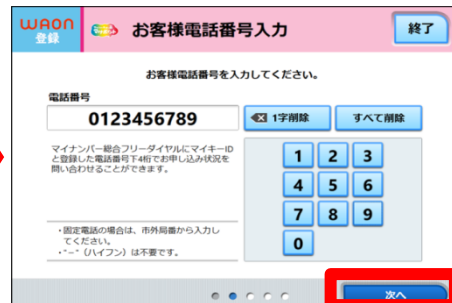 WAON
登録
お客様電話番号入力
終了
お客様電話番号を入力してください。
電話番号
0123456789
1字削除
すべて削除
マイナンバー総合フリーダイヤルにマイキーID
と登録した電話番号下4桁でお申し込み状況を
問い合わせることができます。
1 2 3
4 5 6
7 8 9
0
・固定電話の場合は、市外局番から入力し
てください。
・"−"（ハイフン）は不要です。
次へ